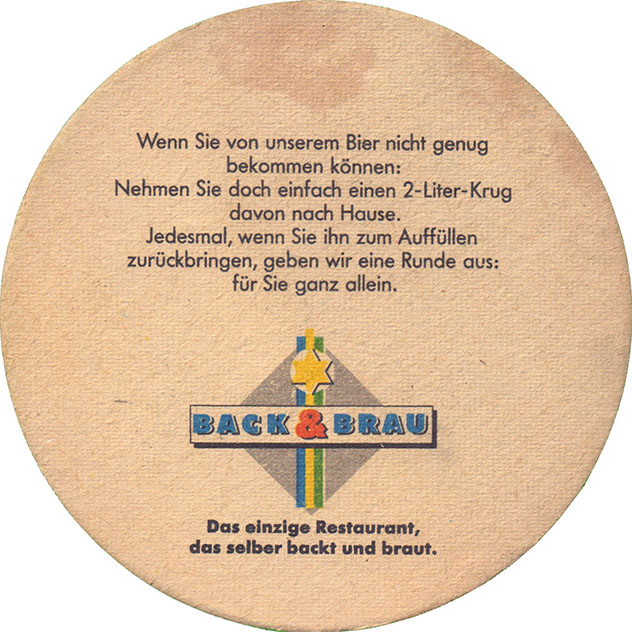 Wenn Sie von unserem Bier nicht genug
bekommen können:
Nehmen Sie doch einfach einen 2-Liter-Krug
davon nach Hause.
Jedesmal, wenn Sie ihn zum Auffüllen
zurückbringen, geben wir eine Runde aus:
für Sie ganz allein.
BACK & BRAU
Das einzige Restaurant,
das selber backt und braut.